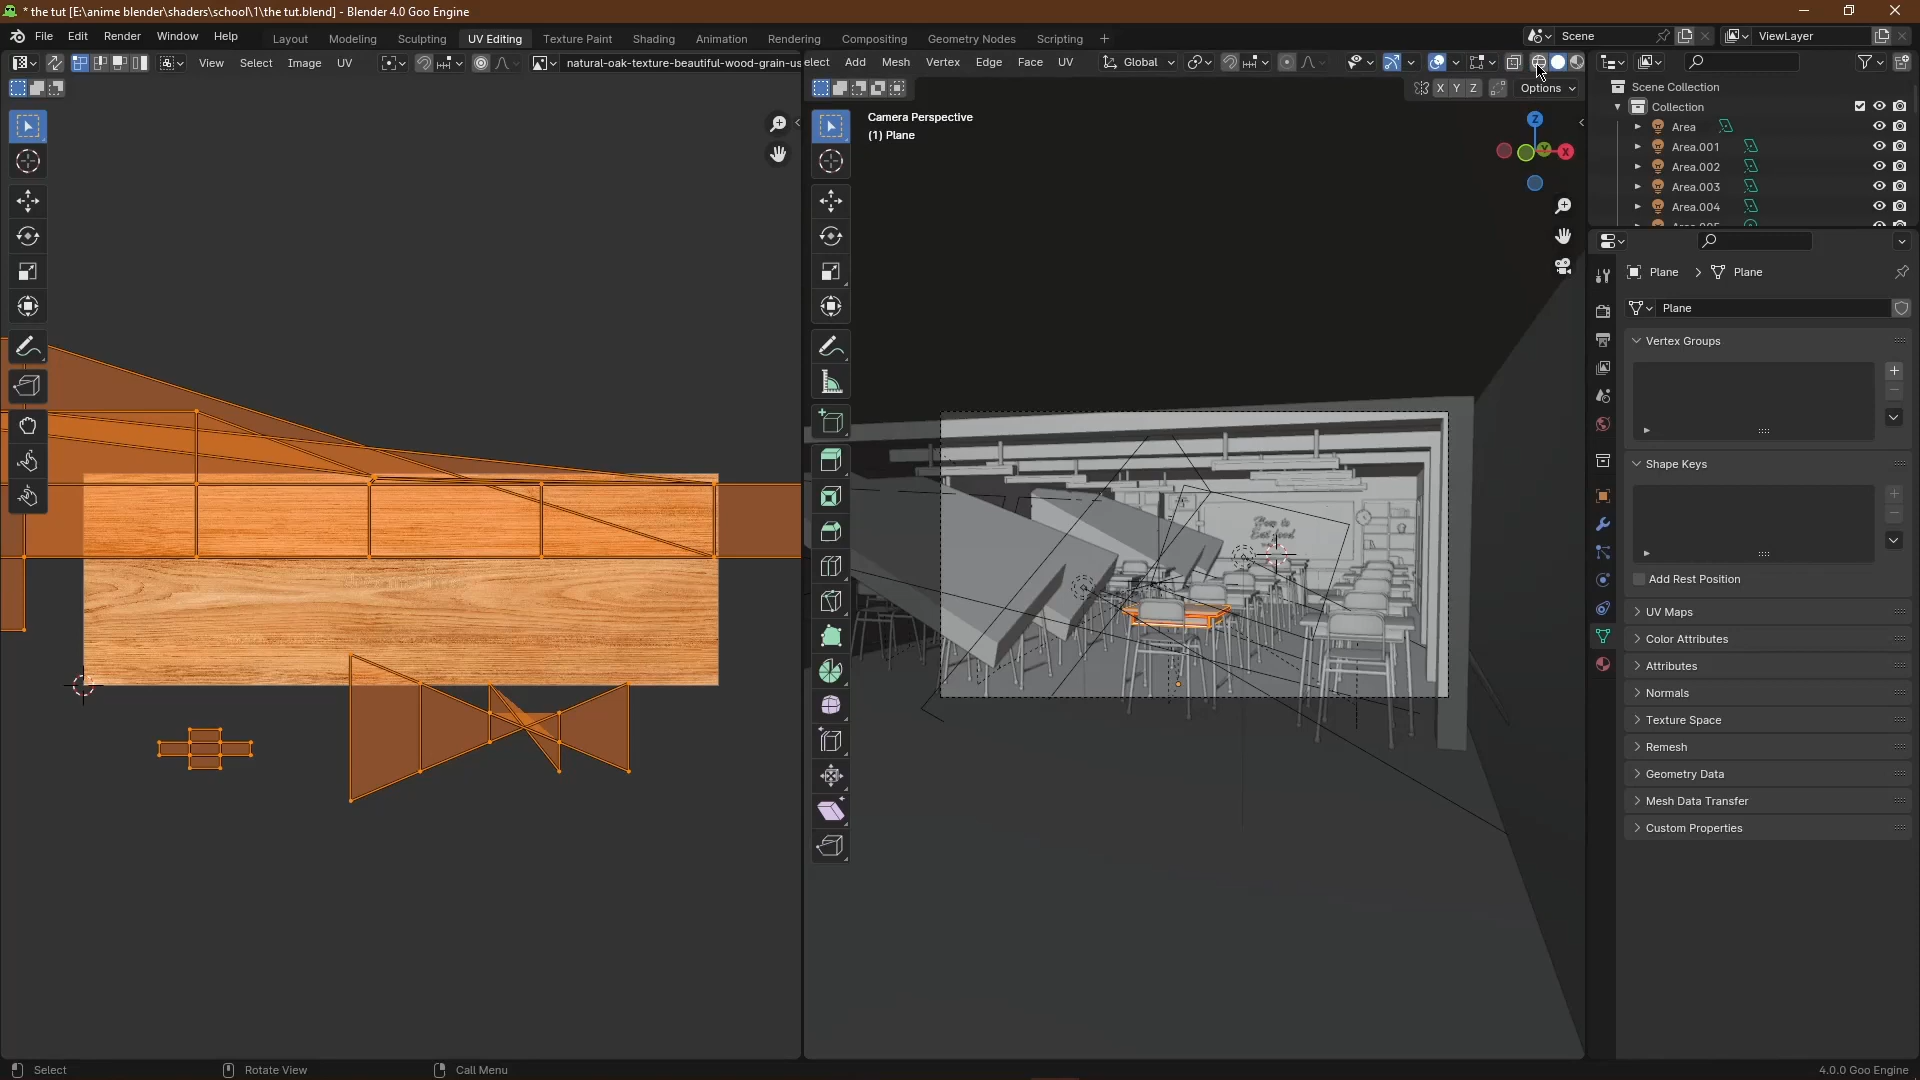 * the tut [E:\anime blender\shaders\school\1\the tut.blend] - Blender 4.0 Goo Engine
File Edit Render Window Help Layout Modeling Sculpting UV Editing Texture Paint Shading Animation Rendering Compositing Geometry Nodes Scripting + Scene ViewLayer
View Select Image UV natural-oak-texture-beautiful-wood-grain-us
elect Add Mesh Vertex Edge Face UV Global
X Y Z Options
Camera Perspective
(1) Plane
Z
X
Scene Collection
Collection
Area
Area.001
Area.002
Area.003
Area.004
Plane > Plane
Plane
Vertex Groups
Shape Keys
Add Rest Position
UV Maps
Color Attributes
Attributes
Normals
Texture Space
Remesh
Geometry Data
Mesh Data Transfer
Custom Properties
Select Rotate View Call Menu 4.0.0 Goo Engine